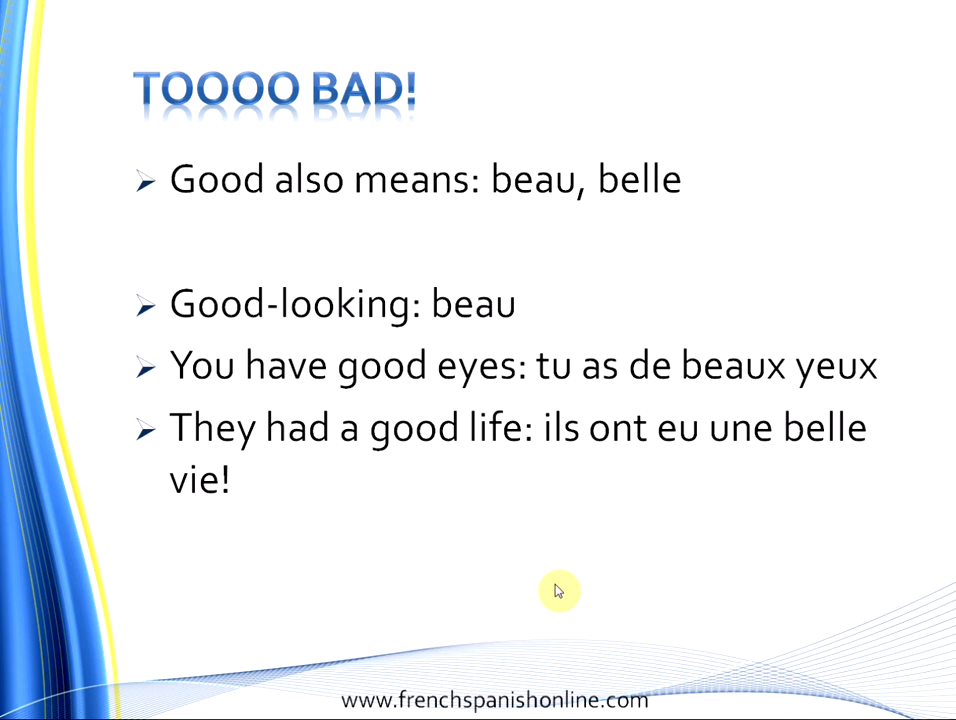 TOOOO BAD!
Good also means: beau, belle
Good-looking: beau
You have good eyes: tu as de beaux yeux
They had a good life: ils ont eu une belle
vie!
www.frenchspanishonline.com